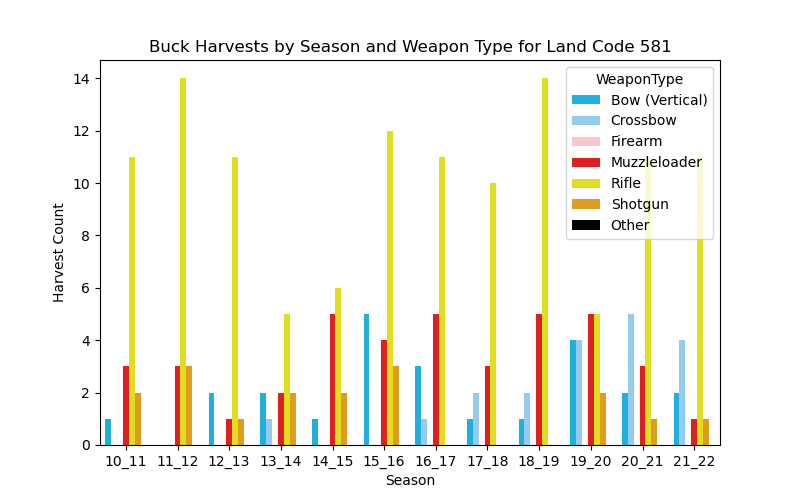 Buck Harvests by Season and Weapon Type for Land Code 581
WeaponType
Bow (Vertical)
Crossbow
Firearm
Muzzleloader
Rifle
Shotgun
Other
Harvest Count
14
12
10
8
6
4
2
0
10_11 11_12 12_13 13_14 14_15 15_16 16_17 17_18 18_19 19_20 20_21 21_22
Season